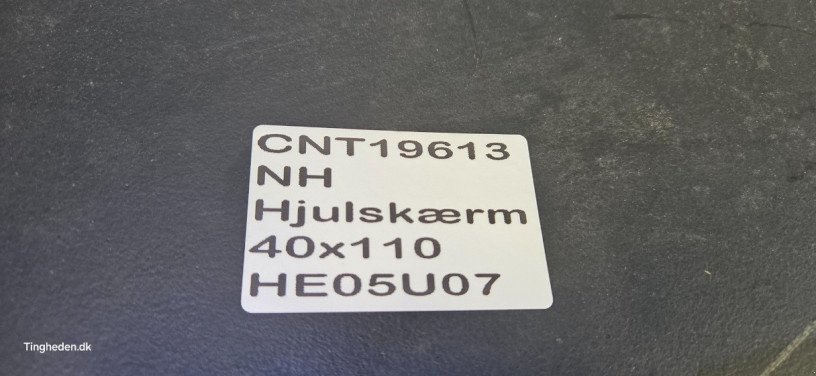 CNT19613
NH
Hjulskærm
40x110
HE05U07
Tingheden.dk